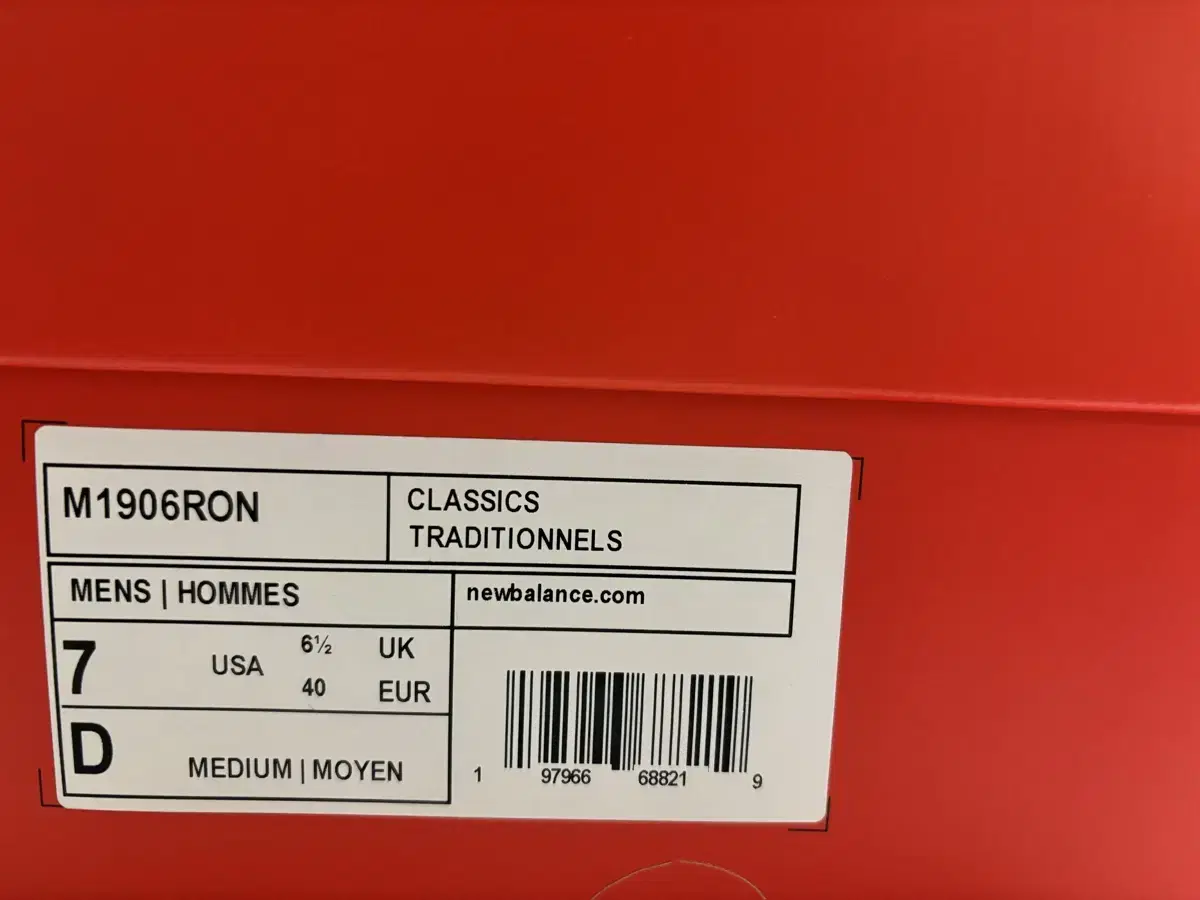 M1906RON
CLASSICS
TRADITIONNELS
MENS | HOMMES
newbalance.com
7 USA 6½ UK
40 EUR
D MEDIUM | MOYEN
1 97966 68821 9